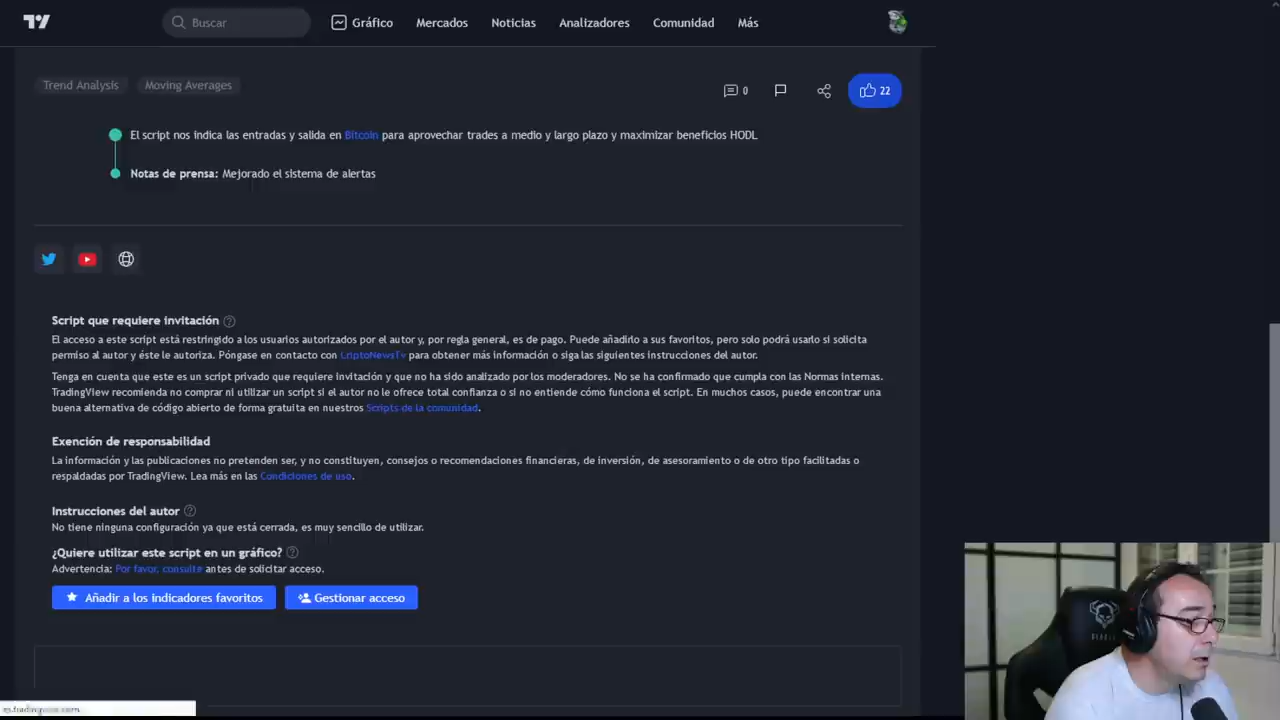 Buscar
Gráfico
Mercados
Noticias
Analizadores
Comunidad
Más
Trend Analysis
Moving Averages
0
22
El script nos indica las entradas y salida en Bitcoin para aprovechar trades a medio y largo plazo y maximizar beneficios HODL
Notas de prensa: Mejorado el sistema de alertas
Script que requiere invitación
El acceso a este script está restringido a los usuarios autorizados por el autor y, por regla general, es de pago. Puede añadirlo a sus favoritos, pero solo podrá usarlo si solicita
permiso al autor y éste le autoriza. Póngase en contacto con CriptoNewsTv para obtener más información o siga las siguientes instrucciones del autor.
Tenga en cuenta que este es un script privado que requiere invitación y que no ha sido analizado por los moderadores. No se ha confirmado que cumpla con las Normas internas.
TradingView recomienda no comprar ni utilizar un script si el autor no le ofrece total confianza o si no entiende cómo funciona el script. En muchos casos, puede encontrar una
buena alternativa de código abierto de forma gratuita en nuestros Scripts de la comunidad.
Exención de responsabilidad
La información y las publicaciones no pretenden ser, y no constituyen, consejos o recomendaciones financieras, de inversión, de asesoramiento o de otro tipo facilitadas o
respaldadas por TradingView. Lea más en las Condiciones de uso.
Instrucciones del autor
No tiene ninguna configuración ya que está cerrada, es muy sencillo de utilizar.
¿Quiere utilizar este script en un gráfico?
Advertencia: Por favor, consulte antes de solicitar acceso.
Añadir a los indicadores favoritos
Gestionar acceso